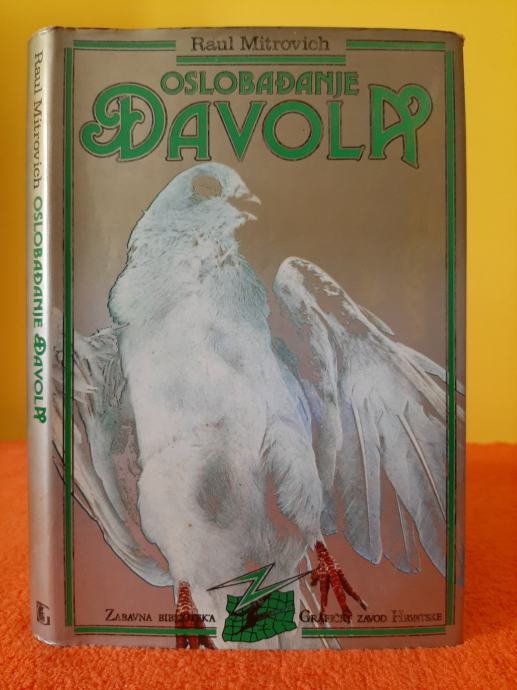 Raul Mitrovich
OSLOBAĐANJE
ĐAVOLA
Raul Mitrovich OSLOBAĐANJE ĐAVOLA
ZABAVNA BIBLIOTEKA
GRAFIČKI ZAVOD HRVATSKE